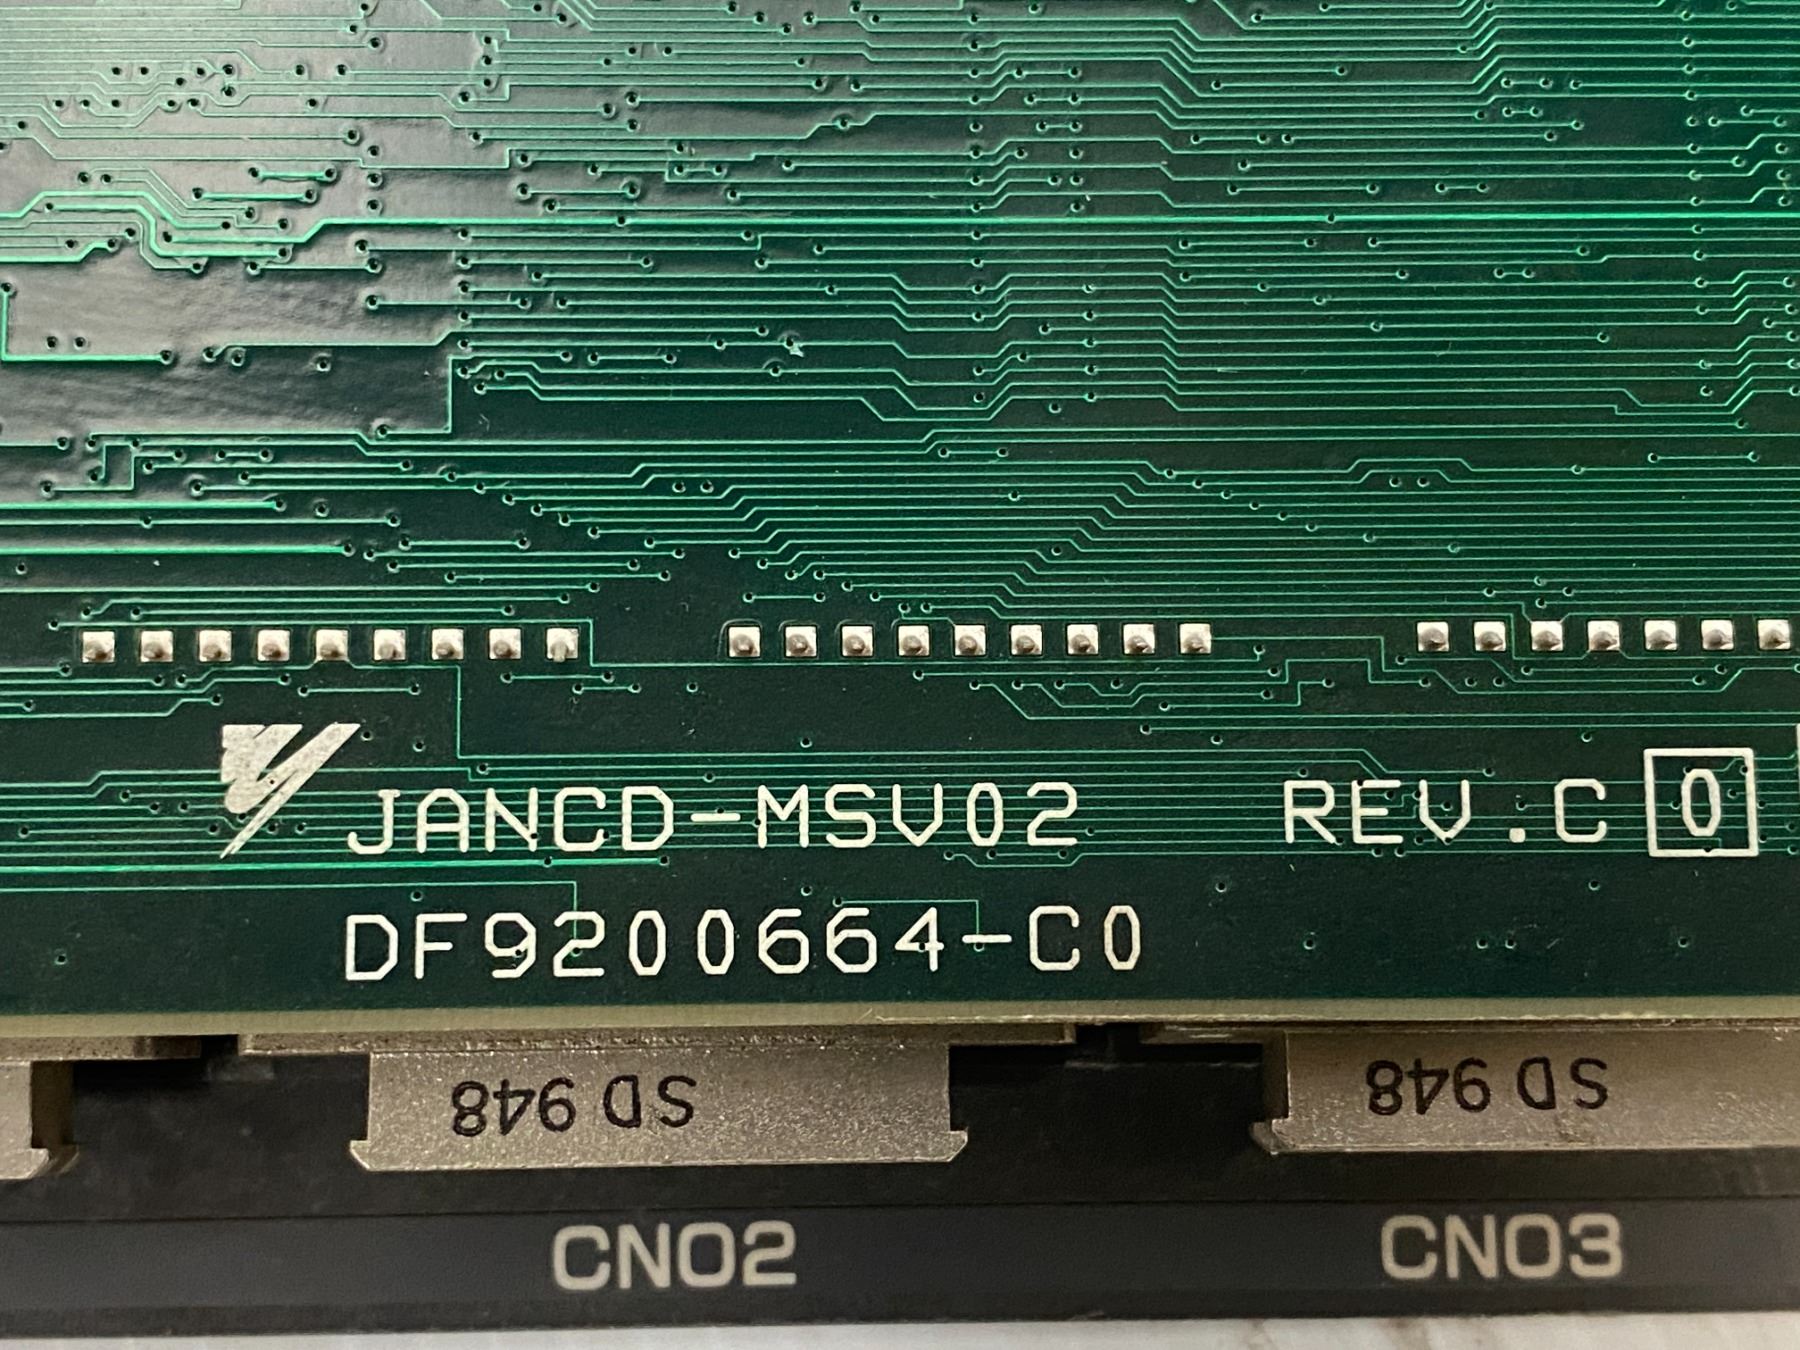 JANCD-MSV02 REV.C 0
DF9200664-C0
SD 948 SD 948
CN02 CN03